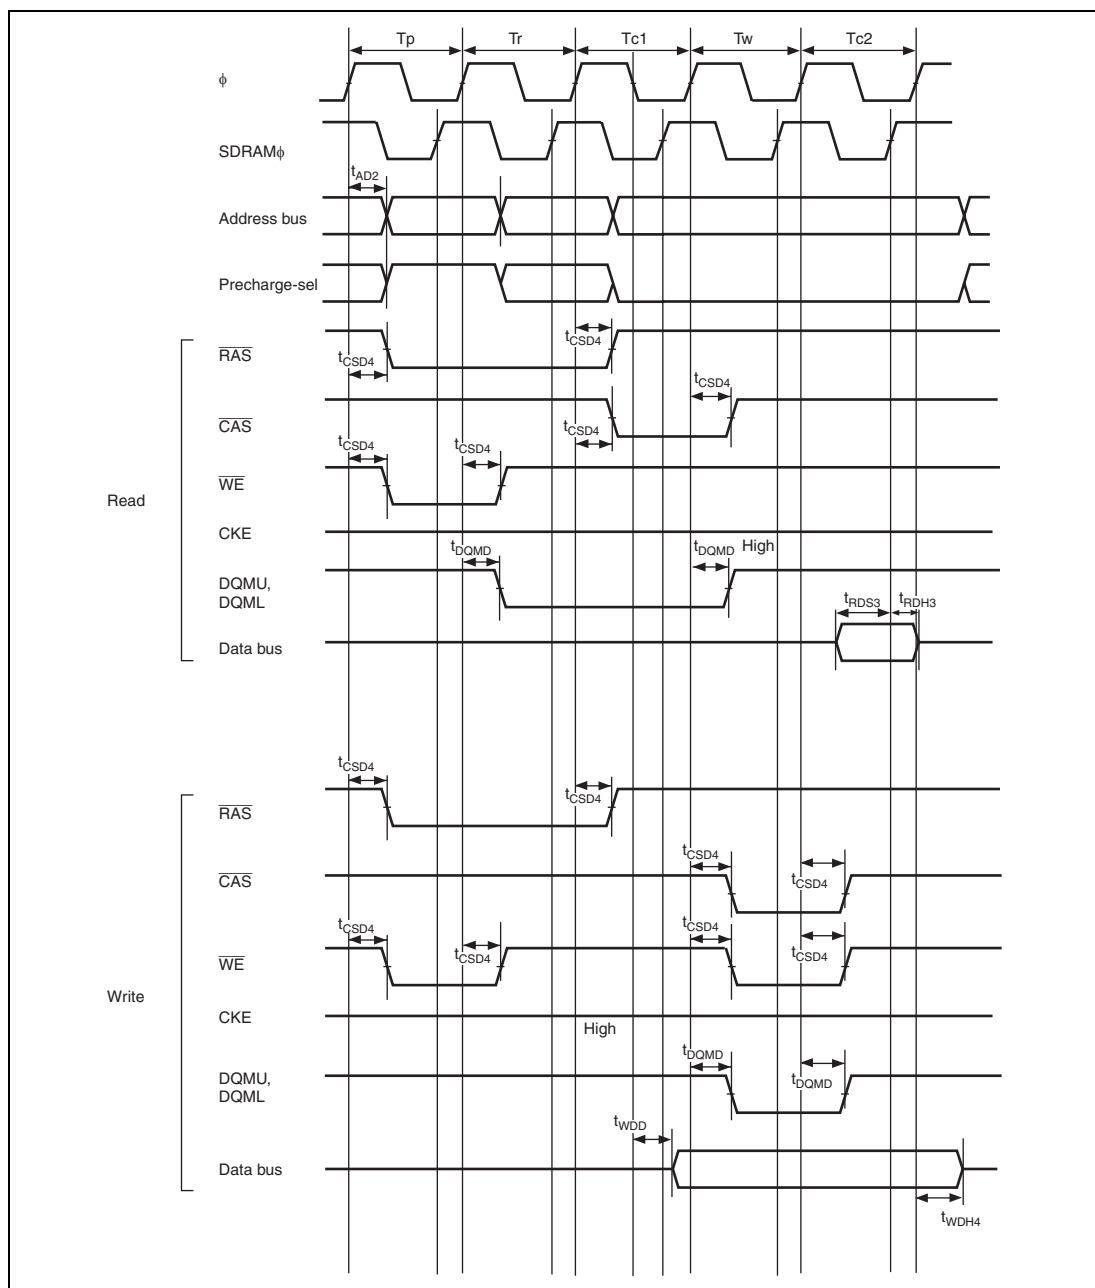 Tp Tr Tc1 Tw Tc2
ϕ
SDRAMϕ
tAD2
Address bus
Precharge-sel
RAS
tCSD4 tCSD4
tCSD4
CAS
tCSD4
tCSD4 tCSD4
WE
Read
CKE
tDQMD tDQMD High
DQMU,
DQML
tRDS3 tRDH3
Data bus
tCSD4
tCSD4
RAS
tCSD4
CAS
tCSD4
tCSD4 tCSD4
WE
tCSD4 tCSD4
Write
CKE
High
tDQMD
DQMU,
DQML
tDQMD
tWDD
Data bus
tWDH4